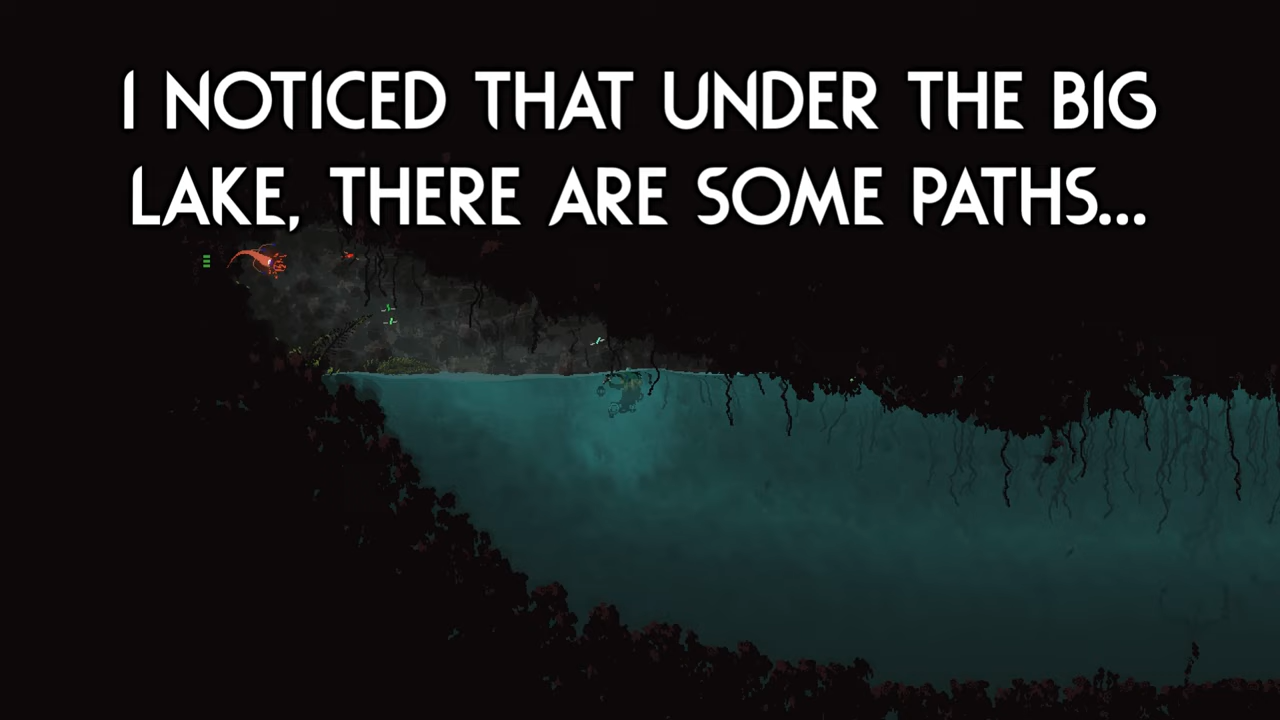 I NOTICED THAT UNDER THE BIG
LAKE, THERE ARE SOME PATHS...